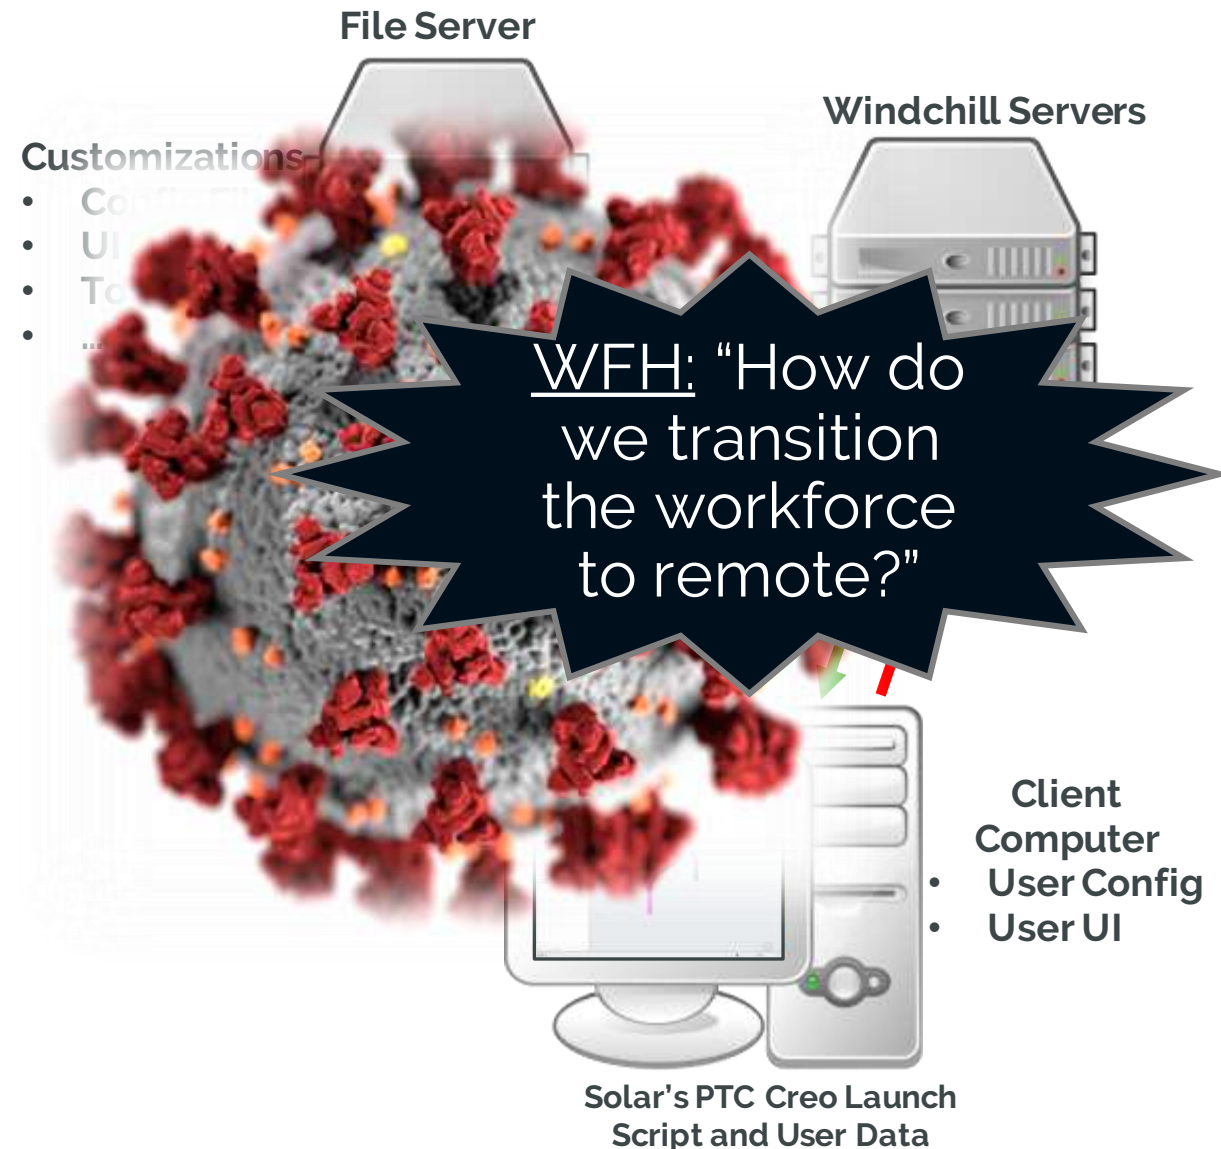 File Server
Windchill Servers
Customizations
•
• UI
•
• ...
WFH: “How do
we transition
the workforce
to remote?”
Client
Computer
• User Config
• User UI
Solar’s PTC Creo Launch
Script and User Data